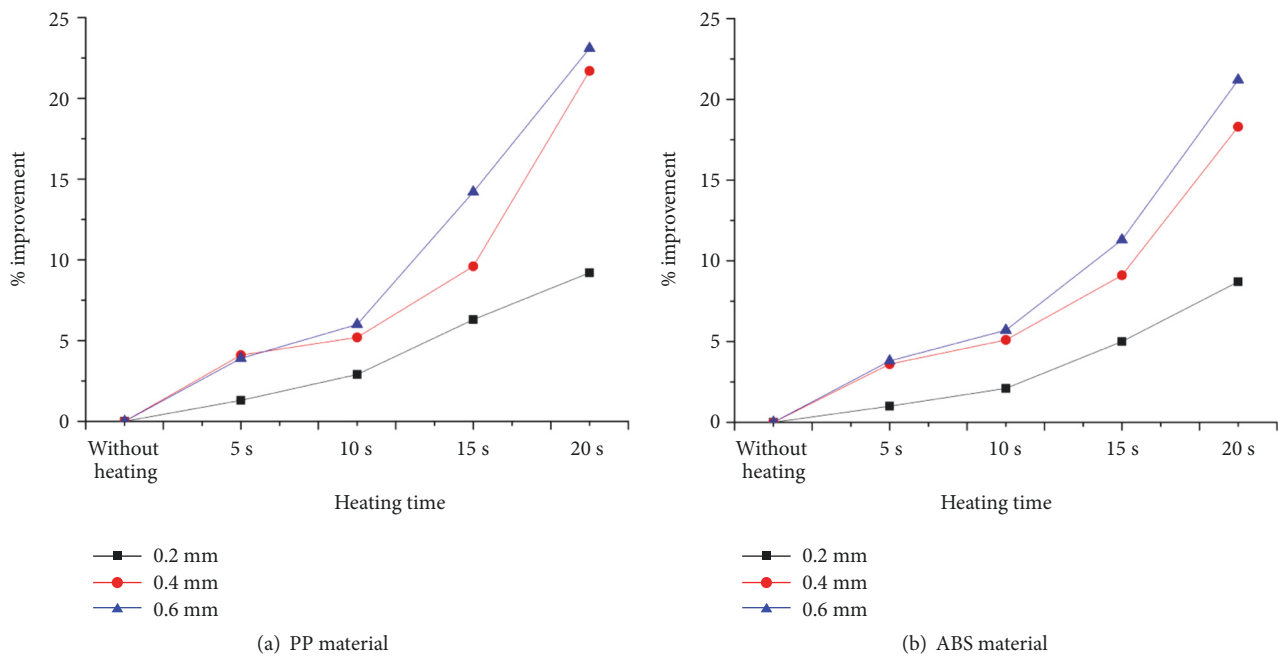 25
20
15
10
5
0
% improvement
Without
heating
5 s
10 s
15 s
20 s
Heating time
0.2 mm
0.4 mm
0.6 mm
(a) PP material
25
20
15
10
5
0
% improvement
Without
heating
5 s
10 s
15 s
20 s
Heating time
0.2 mm
0.4 mm
0.6 mm
(b) ABS material